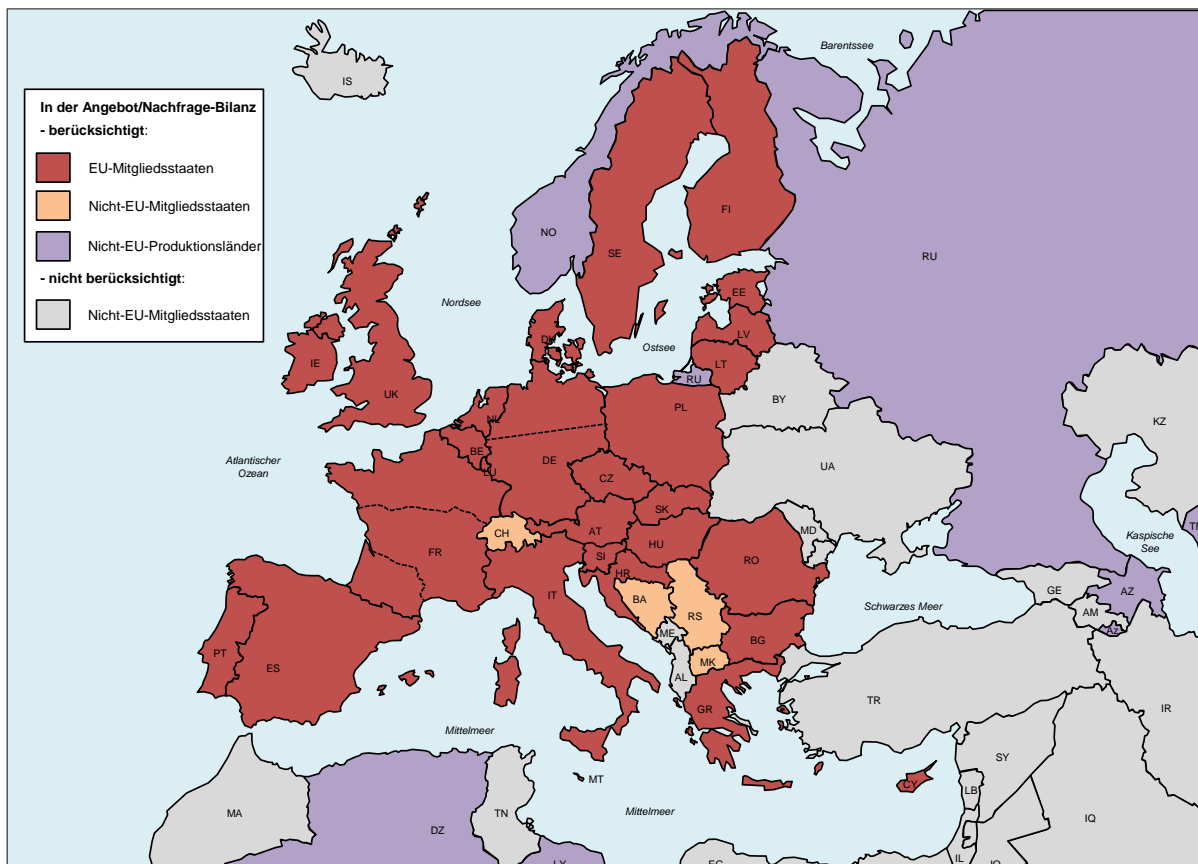 Barentssee
IS
In der Angebot/Nachfrage-Bilanz
- berücksichtigt:
EU-Mitgliedsstaaten
Nicht-EU-Mitgliedsstaaten
Nicht-EU-Produktionsländer
- nicht berücksichtigt:
Nicht-EU-Mitgliedsstaaten
FI
NO
SE
RU
Nordsee
EE
LV
Ostsee
LT
IE
DK
RU
UK
NL
PL
BY
KZ
BE
DE
UA
Atlantischer
Ozean
LU
CZ
SK
AT
CH
MD
Kaspische
See
HU
FR
SI
RO
HR
IT
BA
RS
GE
AZ
Schwarzes Meer
AM
AZ
ME
BG
PT
ES
MK
AL
GR
TR
IR
Mittelmeer
SY
MT
CY
LB
MA
TN
Mittelmeer
IQ
DZ
IL